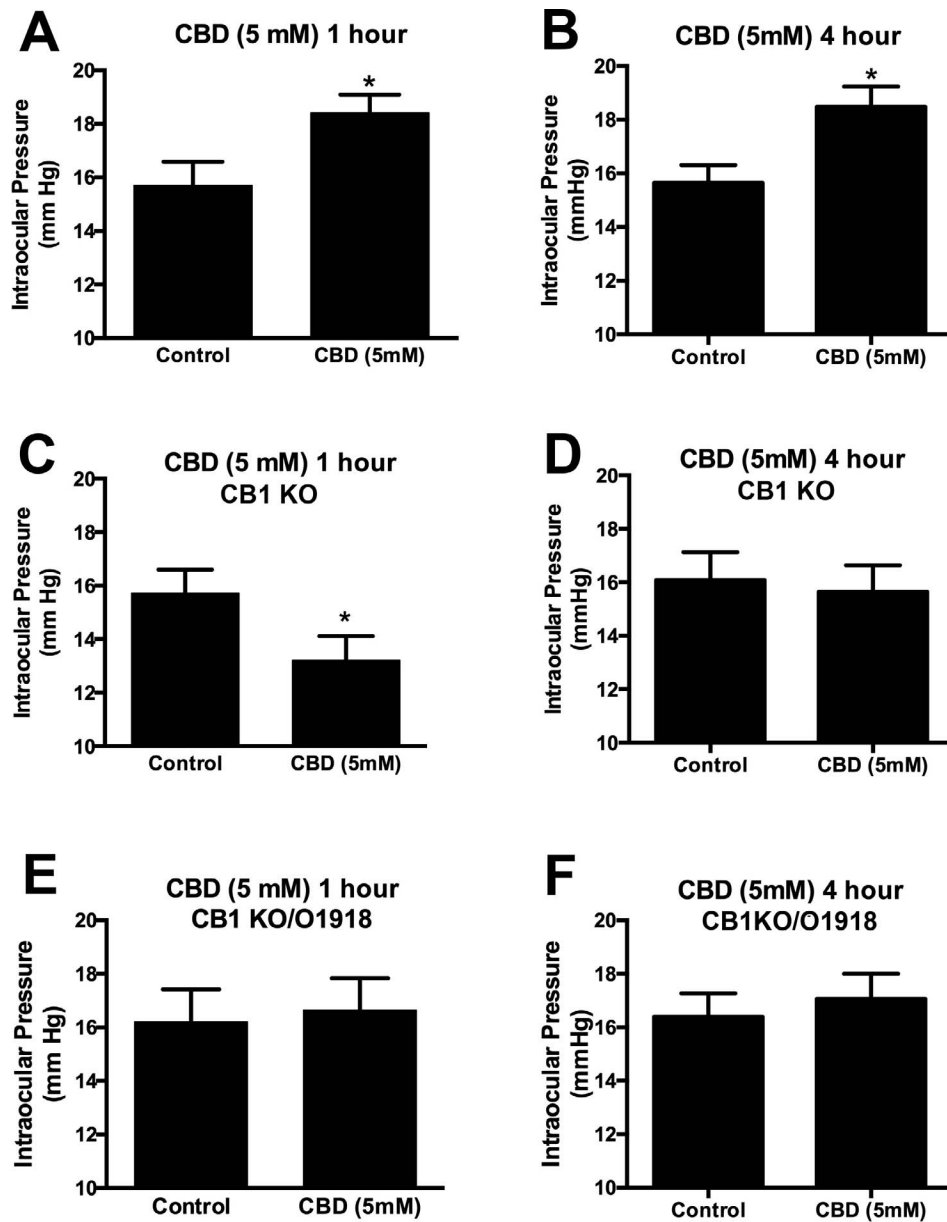 A
CBD (5 mM) 1 hour
Intraocular Pressure
(mm Hg)
20
18
16
14
12
10
*
Control
CBD (5mM)
B
CBD (5mM) 4 hour
Intraocular Pressure
(mmHg)
20
18
16
14
12
10
*
Control
CBD (5mM)
C
CBD (5 mM) 1 hour
CB1 KO
Intraocular Pressure
(mm Hg)
20
18
16
14
12
10
*
Control
CBD (5mM)
D
CBD (5mM) 4 hour
CB1 KO
Intraocular Pressure
(mmHg)
20
18
16
14
12
10
Control
CBD (5mM)
E
CBD (5 mM) 1 hour
CB1 KO/O1918
Intraocular Pressure
(mm Hg)
20
18
16
14
12
10
Control
CBD (5mM)
F
CBD (5mM) 4 hour
CB1KO/O1918
Intraocular Pressure
(mmHg)
20
18
16
14
12
10
Control
CBD (5mM)